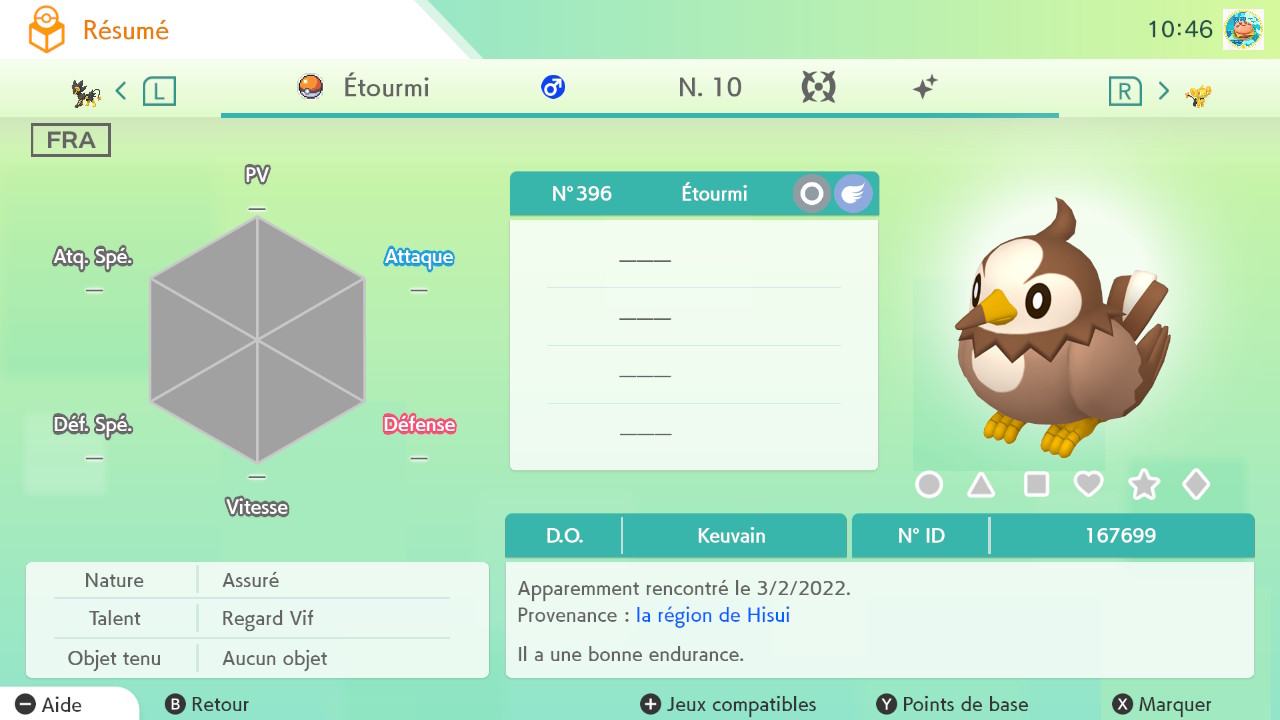 Résumé
10:46
L
Étourmi
N. 10
R
FRA
PV
—
Atq. Spé.
—
Attaque
—
Déf. Spé.
—
Défense
—
—
Vitesse
N° 396
Étourmi
———
———
———
———
D.O.
Keuvain
N° ID
167699
Nature
Assuré
Talent
Regard Vif
Objet tenu
Aucun objet
Apparemment rencontré le 3/2/2022.
Provenance : la région de Hisui
Il a une bonne endurance.
Aide
B Retour
Jeux compatibles
Y Points de base
X Marquer